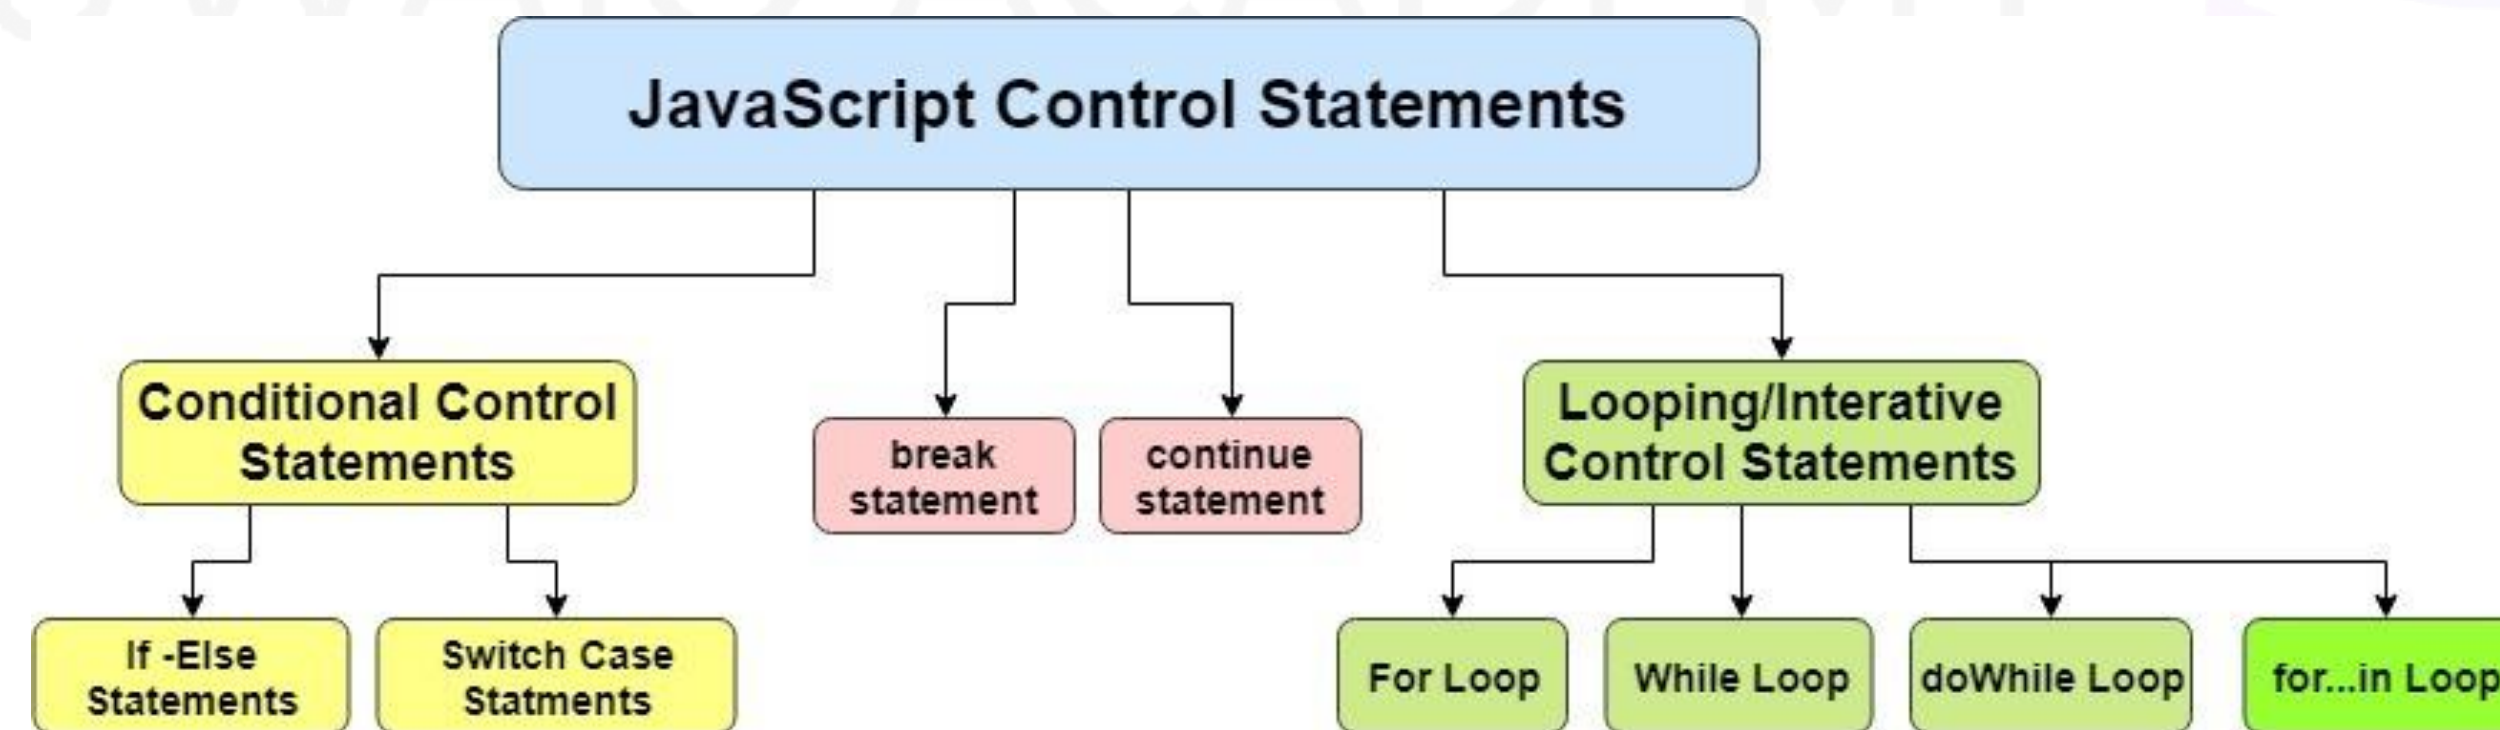 JavaScript Control Statements
Conditional Control
Statements
break
statement
continue
statement
Looping/Interative
Control Statements
If -Else
Statements
Switch Case
Statments
For Loop
While Loop
doWhile Loop
for...in Loop